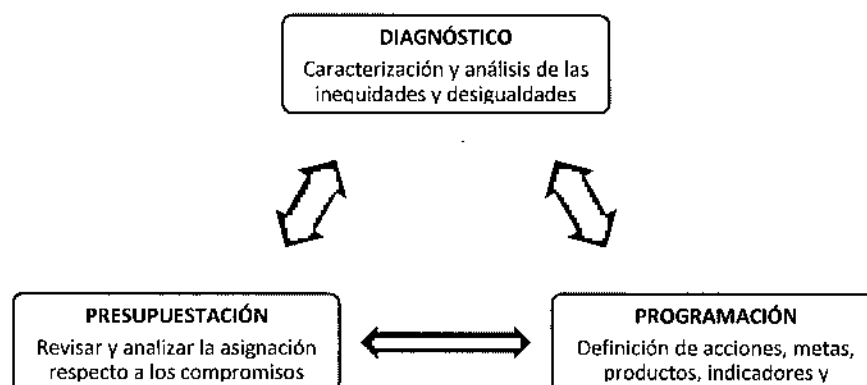 DIAGNÓSTICO
Caracterización y análisis de las
inequidades y desigualdades
PRESUPUESTACIÓN
Revisar y analizar la asignación
respecto a los compromisos
PROGRAMACIÓN
Definición de acciones, metas,
productos, indicadores y